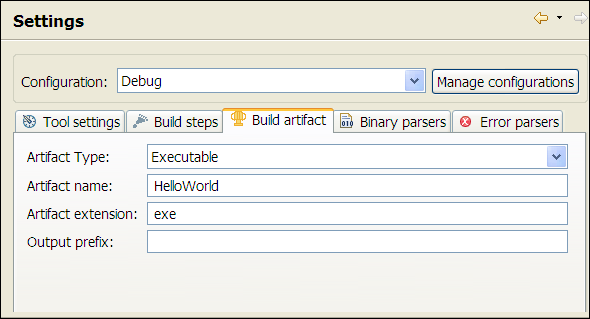 Settings
Configuration: Debug Manage configurations
Tool settings Build steps Build artifact 010 Binary parsers Error parsers
Artifact Type: Executable
Artifact name: HelloWorld
Artifact extension: exe
Output prefix: